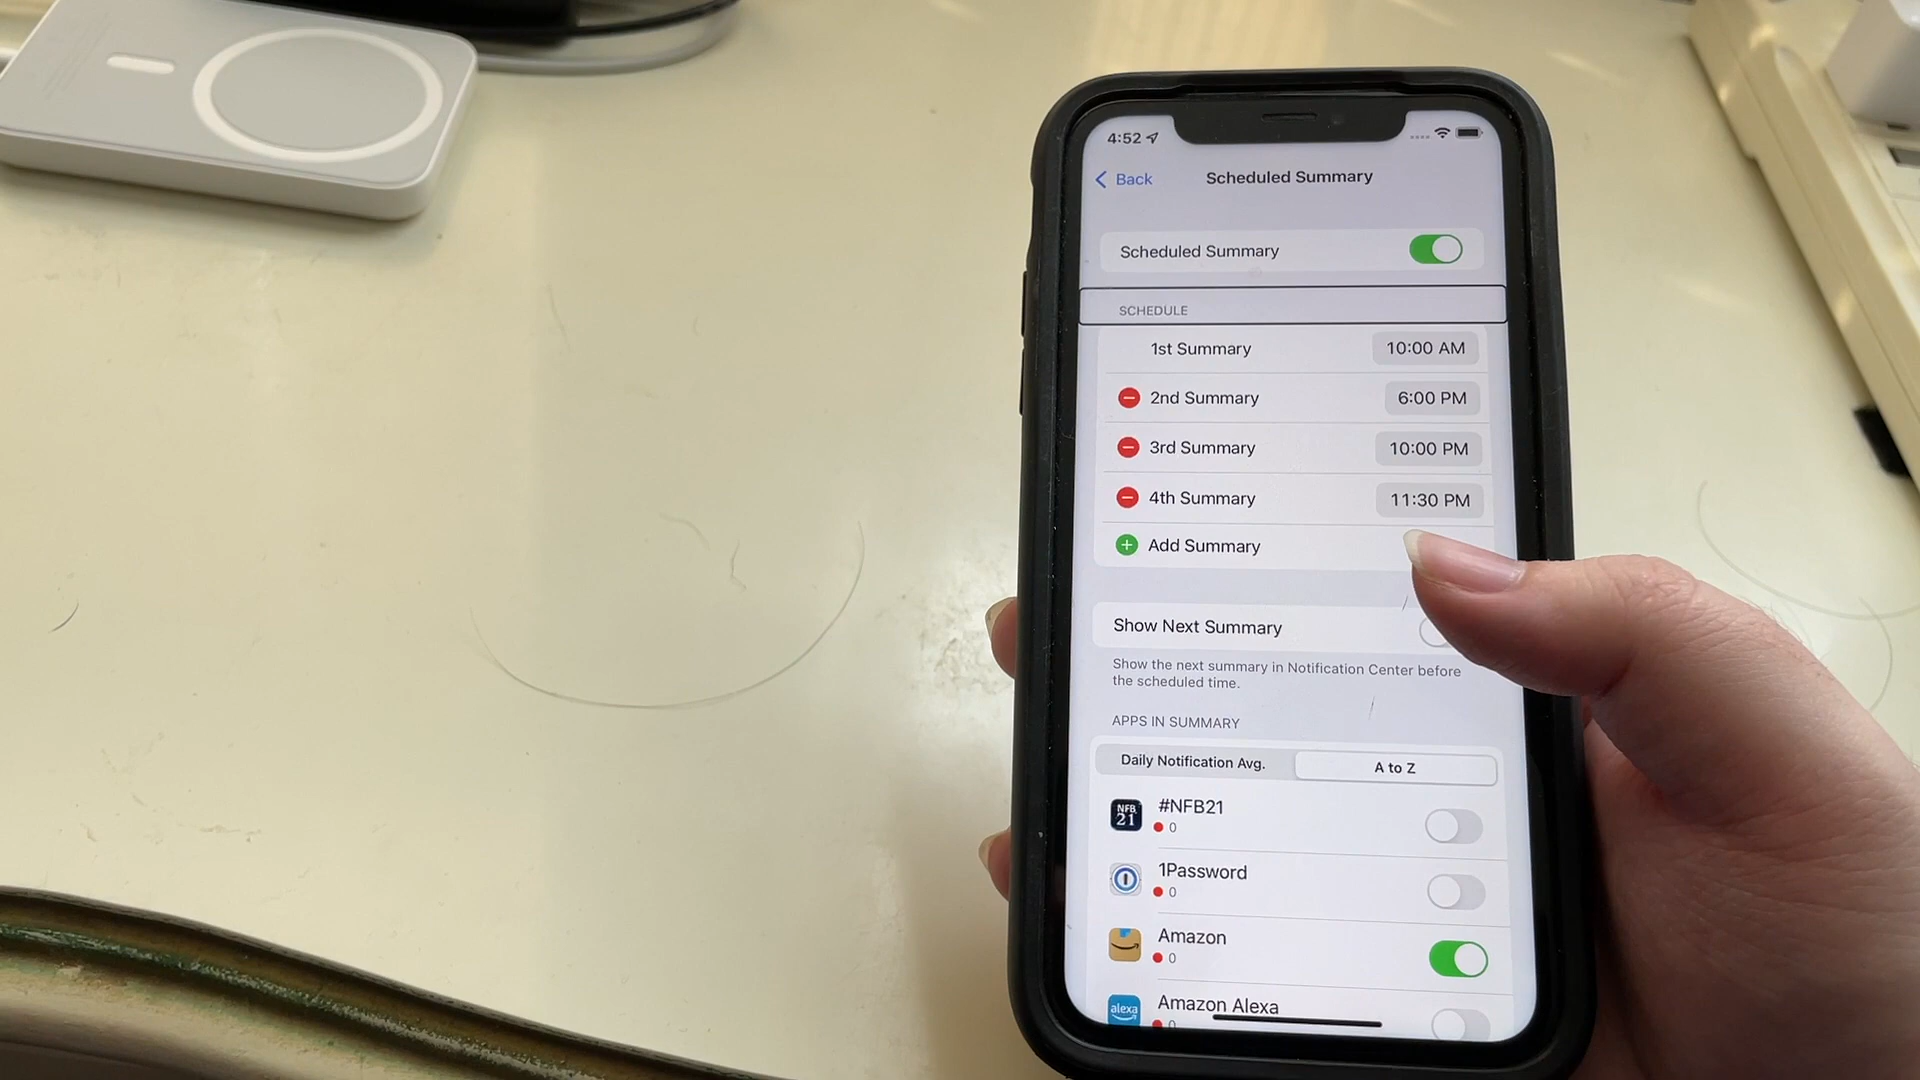 4:52
Back
Scheduled Summary
Scheduled Summary
SCHEDULE
1st Summary
10:00 AM
2nd Summary
6:00 PM
3rd Summary
10:00 PM
4th Summary
11:30 PM
Add Summary
Show Next Summary
Show the next summary in Notification Center before
the scheduled time.
APPS IN SUMMARY
Daily Notification Avg.
A to Z
NFB
21
#NFB21
0
1Password
0
Amazon
0
alexa
Amazon Alexa
0